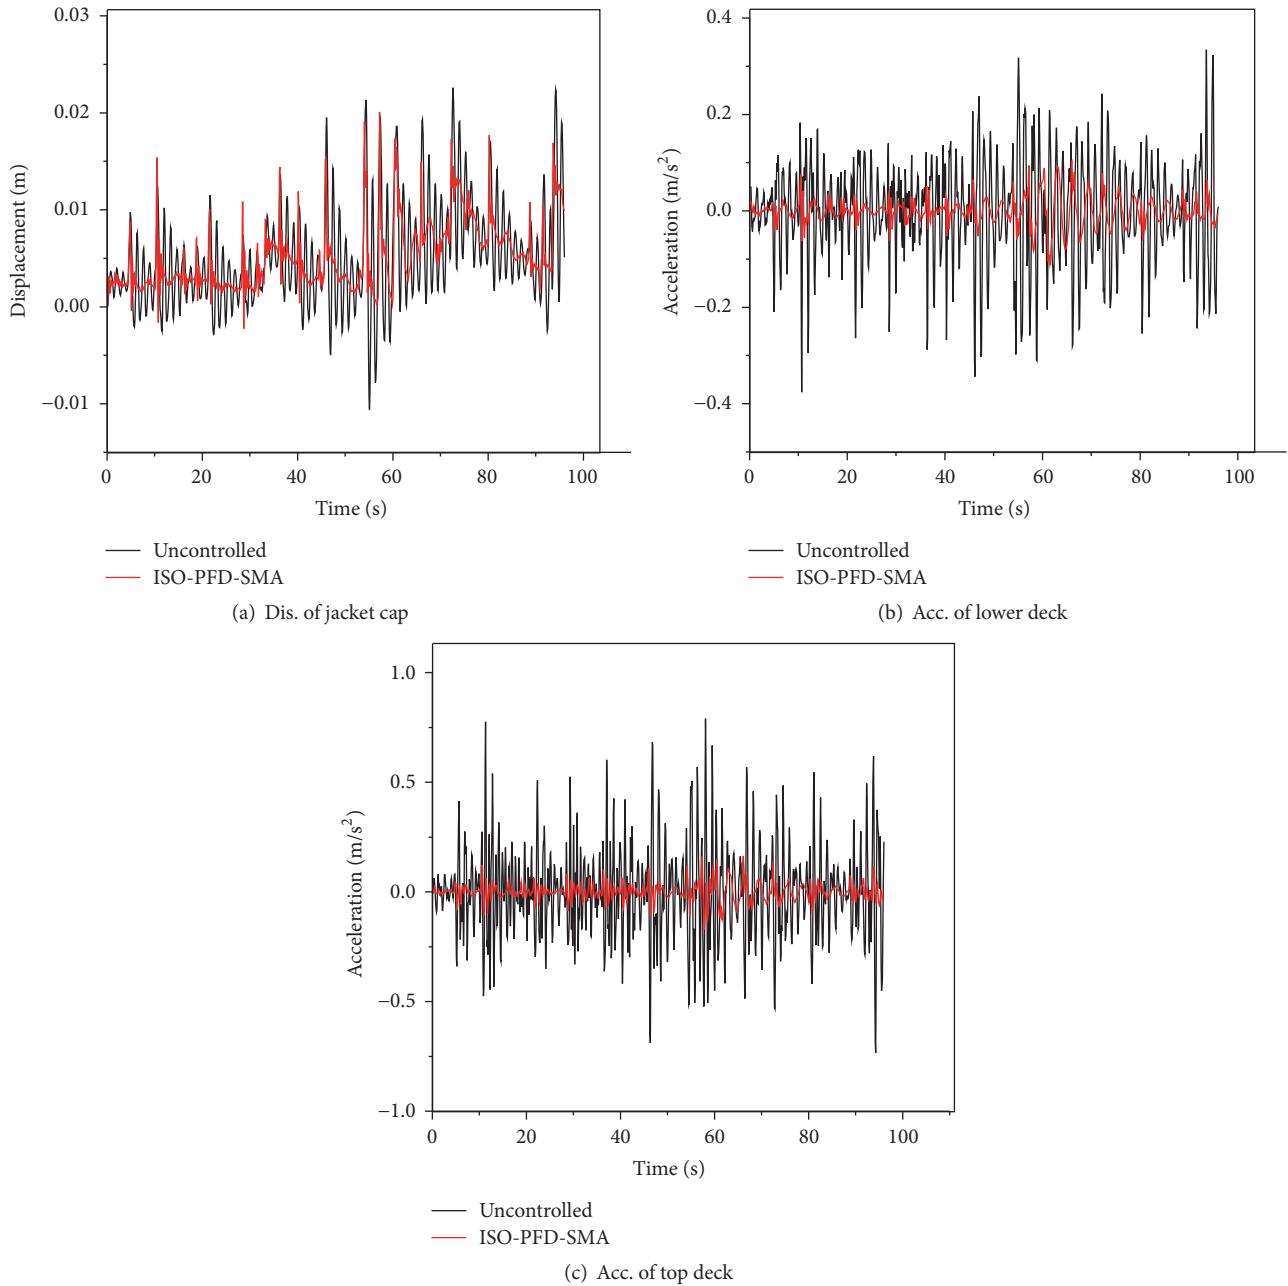 0.03
0.02
0.01
0.00
−0.01
Displacement (m)
0 20 40 60 80 100
Time (s)
Uncontrolled
ISO-PFD-SMA
(a) Dis. of jacket cap
0.4
0.2
0.0
−0.2
−0.4
Acceleration (m/s²)
0 20 40 60 80 100
Time (s)
Uncontrolled
ISO-PFD-SMA
(b) Acc. of lower deck
1.0
0.5
0.0
−0.5
−1.0
Acceleration (m/s²)
0 20 40 60 80 100
Time (s)
Uncontrolled
ISO-PFD-SMA
(c) Acc. of top deck